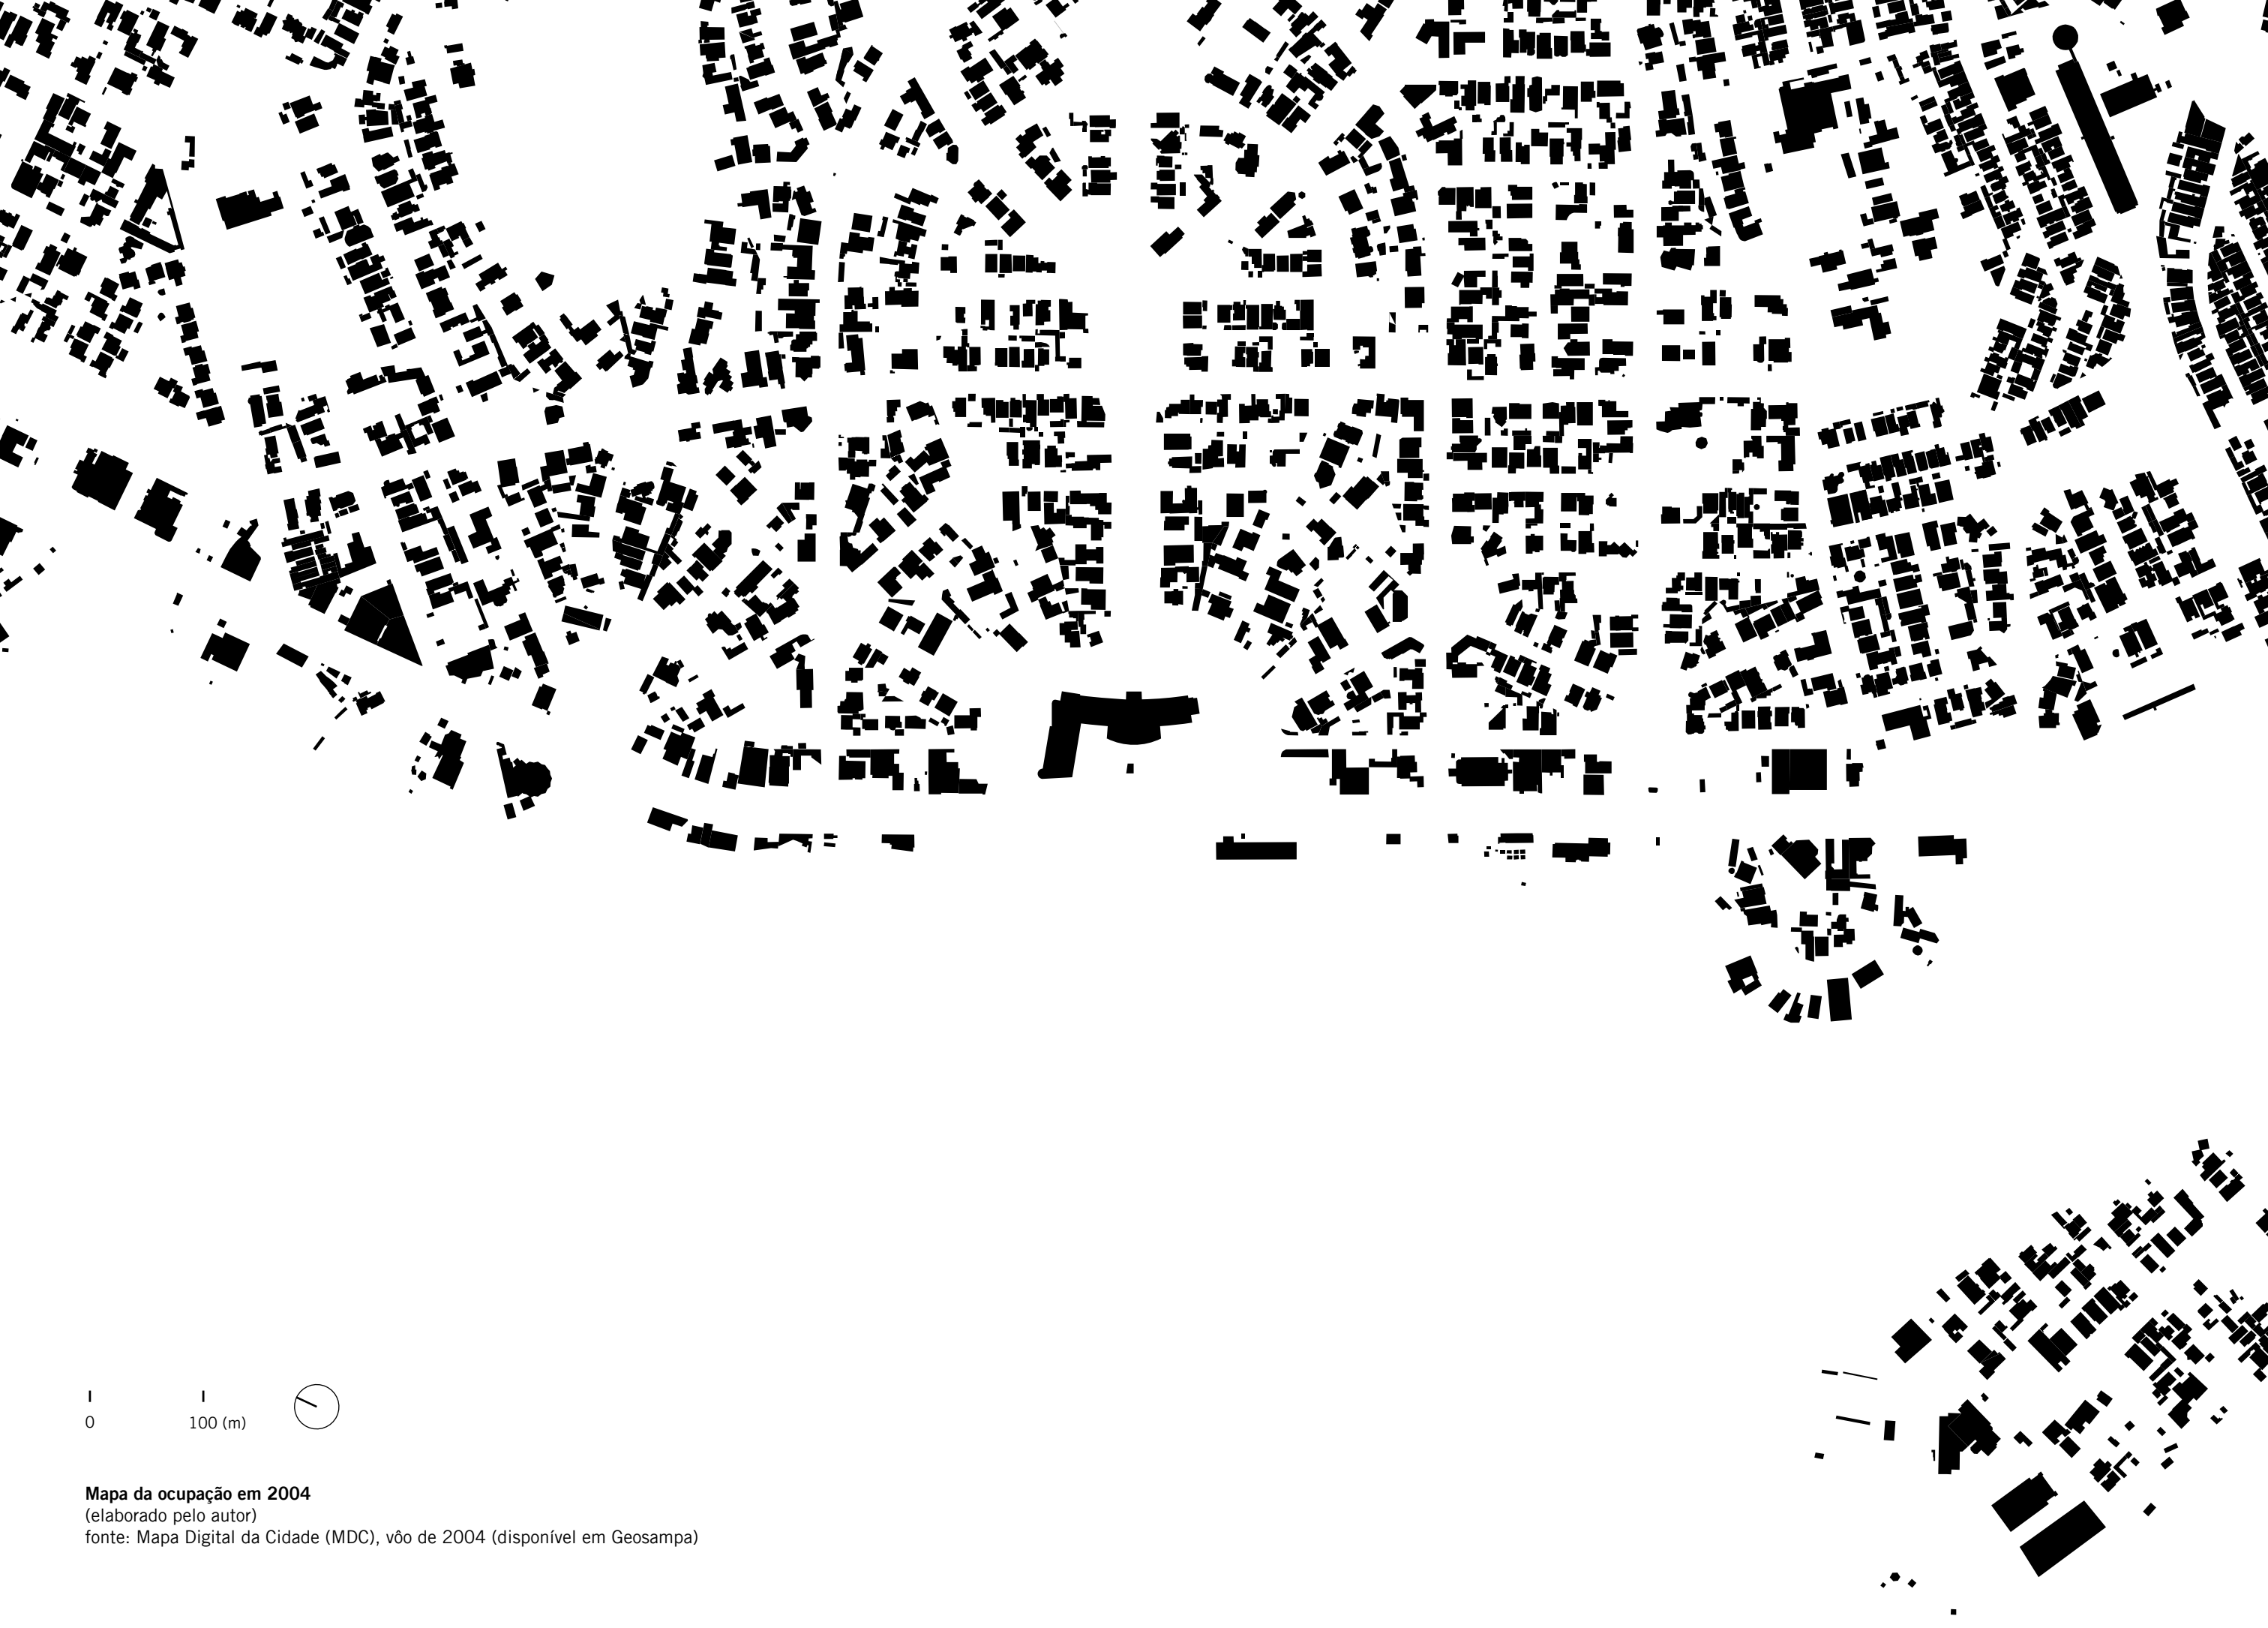 0 100 (m)
Mapa da ocupação em 2004
(elaborado pelo autor)
fonte: Mapa Digital da Cidade (MDC), vôo de 2004 (disponível em Geosampa)